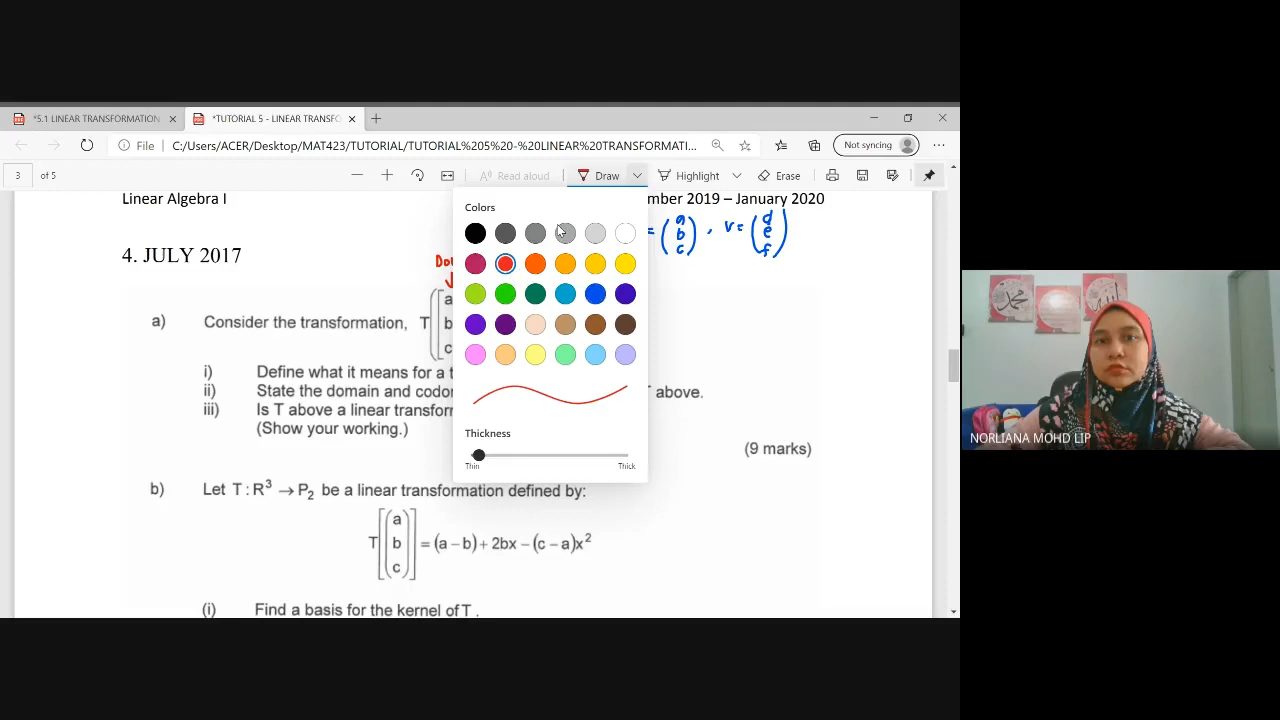 *5.1 LINEAR TRANSFORMATION
*TUTORIAL 5 - LINEAR TRANSFO
File
C:/Users/ACER/Desktop/MAT423/TUTORIAL/TUTORIAL%205%20-%20LINEAR%20TRANSFORMATI...
Not syncing
3 of 5
Read aloud
Draw
Highlight
Erase
Linear Algebra I
mber 2019 – January 2020
= (a b c) , v = (d e f)
Colors
4. JULY 2017
a) Consider the transformation, T [a b c
i) Define what it means for a t
ii) State the domain and codo
T above.
iii) Is T above a linear transform
(Show your working.)
Thickness
Thin
Thick
(9 marks)
b) Let T : R³ → P₂ be a linear transformation defined by:
T[(a b c)] = (a – b) + 2bx – (c – a)x²
(i) Find a basis for the kernel of T .
NORLIANA MOHD LIP